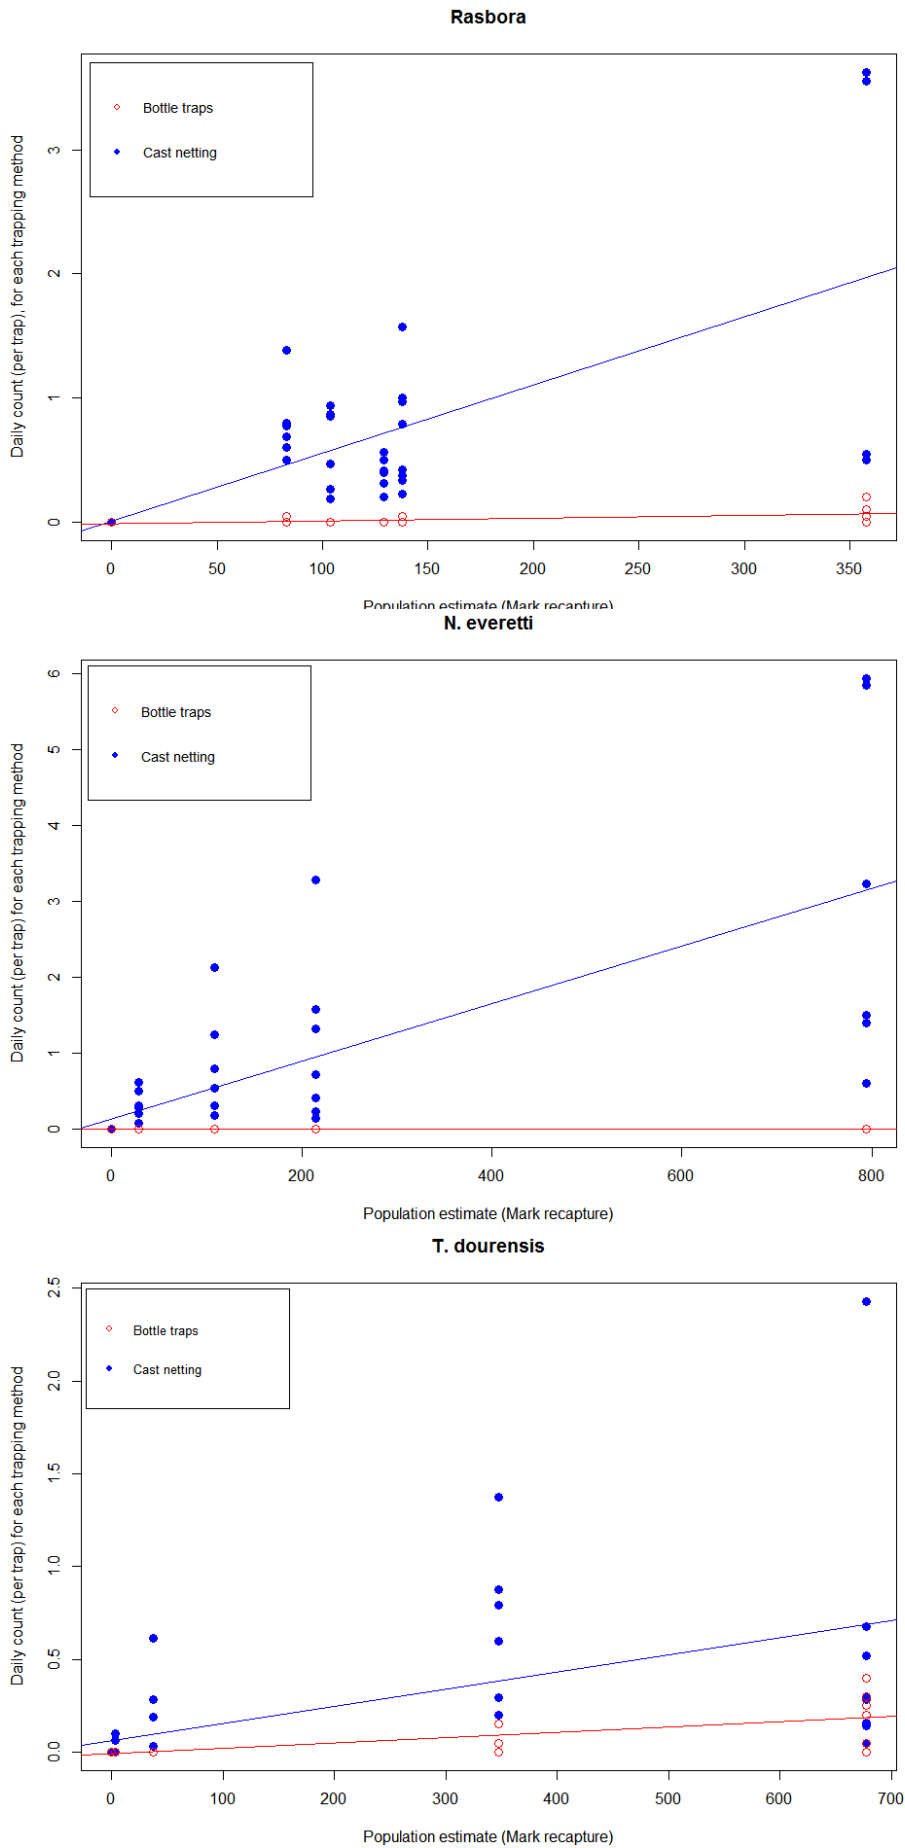 Rasbora
Bottle traps
Cast netting
Daily count (per trap), for each trapping method
3
2
1
0
0 50 100 150 200 250 300 350
Population estimate (Mark recapture)
N. everetti
Bottle traps
Cast netting
Daily count (per trap) for each trapping method
6
5
4
3
2
1
0
0 200 400 600 800
Population estimate (Mark recapture)
T. dourensis
Bottle traps
Cast netting
Daily count (per trap) for each trapping method
2.5
2.0
1.5
1.0
0.5
0.0
0 100 200 300 400 500 600 700
Population estimate (Mark recapture)